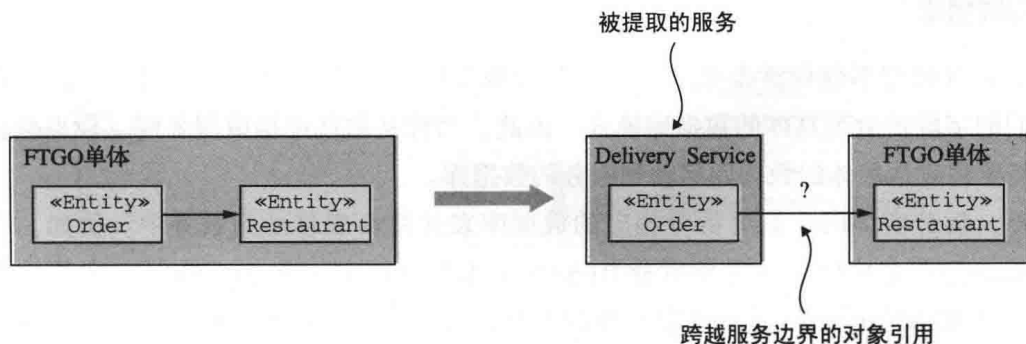 被提取的服务
FTGO单体
«Entity»
Order
«Entity»
Restaurant
Delivery Service
«Entity»
Order
?
FTGO单体
«Entity»
Restaurant
跨越服务边界的对象引用